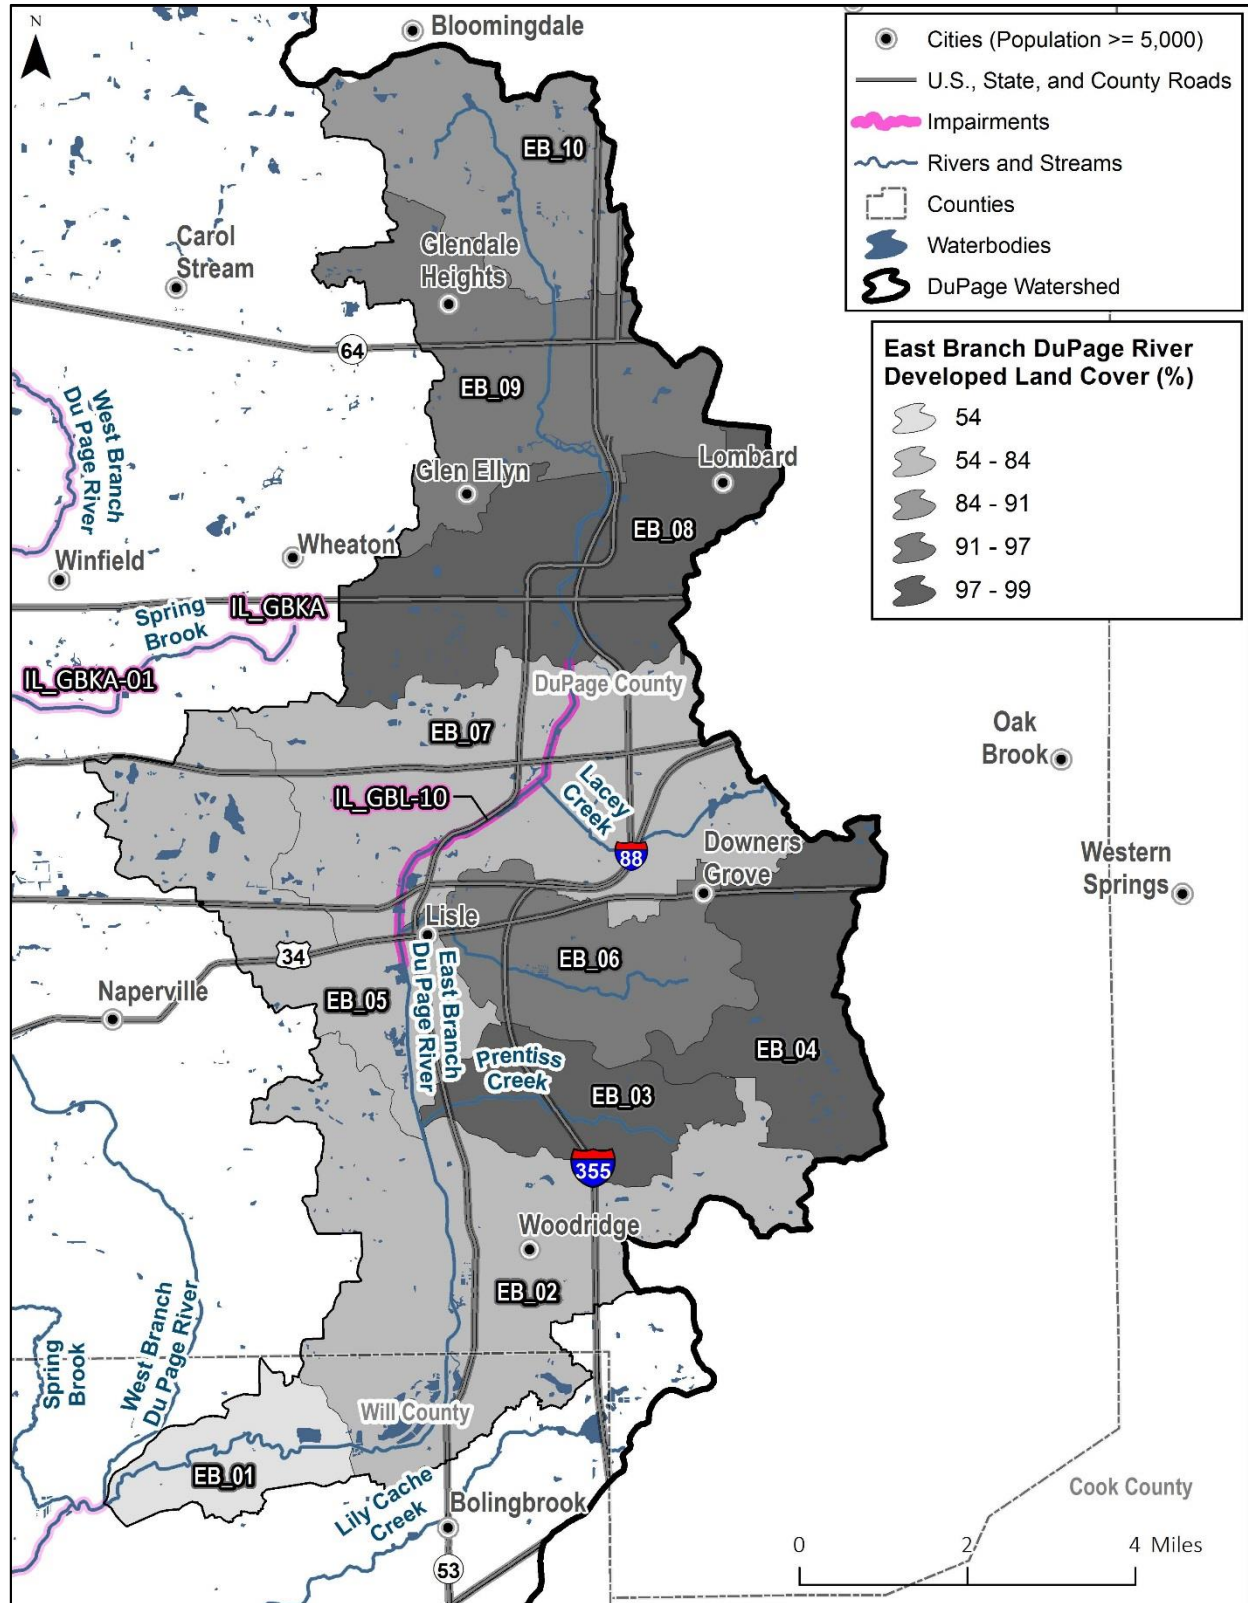 N
Bloomingdale
Cities (Population >= 5,000)
U.S., State, and County Roads
Impairments
Rivers and Streams
Counties
Waterbodies
DuPage Watershed
East Branch DuPage River
Developed Land Cover (%)
54
54 - 84
84 - 91
91 - 97
97 - 99
EB_10
Carol
Stream
Glendale
Heights
64
EB_09
West Branch
Du Page River
Glen Ellyn
Lombard
EB_08
Wheaton
Winfield
IL_GBKA
Spring
Brook
IL_GBKA-01
DuPage County
EB_07
Oak
Brook
IL_GBL-10
Lacey
Creek
88
Downers
Grove
Western
Springs
Lisle
34
East Branch
Du Page River
EB_06
Naperville
EB_05
EB_04
Prentiss
Creek
EB_03
355
Woodridge
EB_02
West Branch
Du Page River
Spring
Brook
Will County
EB_01
Lily Cache
Creek
Bolingbrook
53
Cook County
0 2 4 Miles